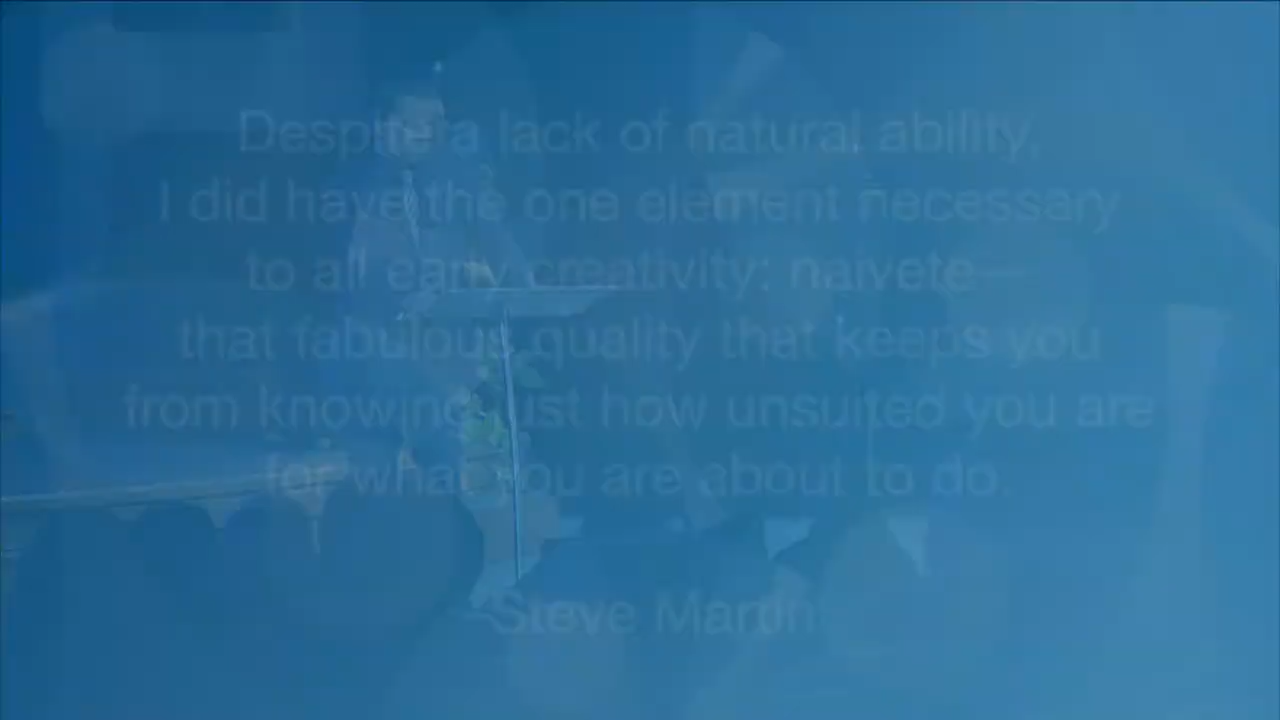 Despite a lack of natural ability,
I did have the one element necessary
to all early creativity: naivete—
that fabulous quality that keeps you
from knowing just how unsuited you are
for what you are about to do.
-Steve Martin